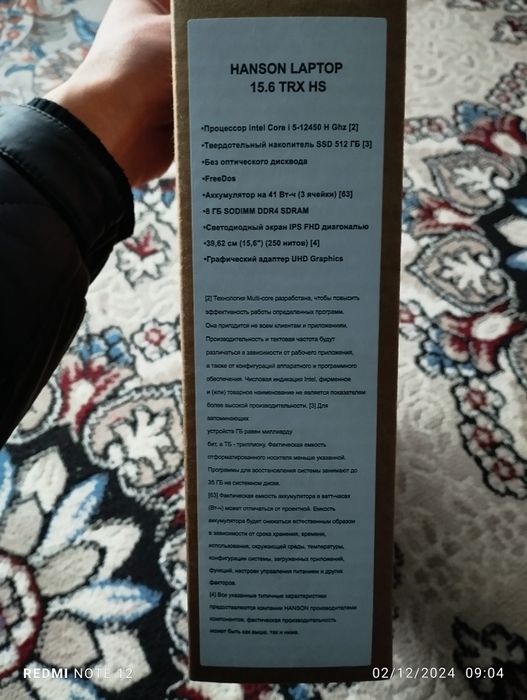 HANSON LAPTOP
15.6 TRX HS
•Процессор Intel Core i 5-12450 H Ghz [2]
•Твердотельный накопитель SSD 512 ГБ [3]
•Без оптического дисквода
•FreeDos
•Аккумулятор на 41 Вт-ч (3 ячейки) [63]
•8 ГБ SODIMM DDR4 SDRAM
•Светодиодный экран IPS FHD диагональю
•39,62 см (15,6") (250 нитов) [4]
•Графический адаптер UHD Graphics
[2] Технология Multi-core разработана, чтобы повысить
эффективность работы определенных программ.
Она пригодится не всем клиентам и приложениям.
Производительность и тактовая частота будут
различаться в зависимости от рабочего приложения,
а также от конфигураций аппаратного и программного
обеспечения. Числовая индикация Intel, фирменное
и (или) товарное наименование не является показателем
более высокой производительности. [3] Для
запоминающих
устройств ГБ равен миллиарду
бит, а ТБ - триллиону. Фактическая емкость
отформатированного носителя меньше указанной.
Программы для восстановления системы занимают до
35 ГБ на системном диске.
[63] Фактическая емкость аккумулятора в ватт-часах
(Вт-ч) может отличаться от проектной. Емкость
аккумулятора будет снижаться естественным образом
в зависимости от срока хранения, времени,
использования, окружающей среды, температуры,
конфигурации системы, загруженных приложений,
функций, настроек управления питанием и других
факторов.
[4] Все указанные типичные характеристики
предоставляются компании HANSON производителями
компонентов, фактическая производительность
может быть как выше, так и ниже.
REDMI NOTE 12
02/12/2024 09:04